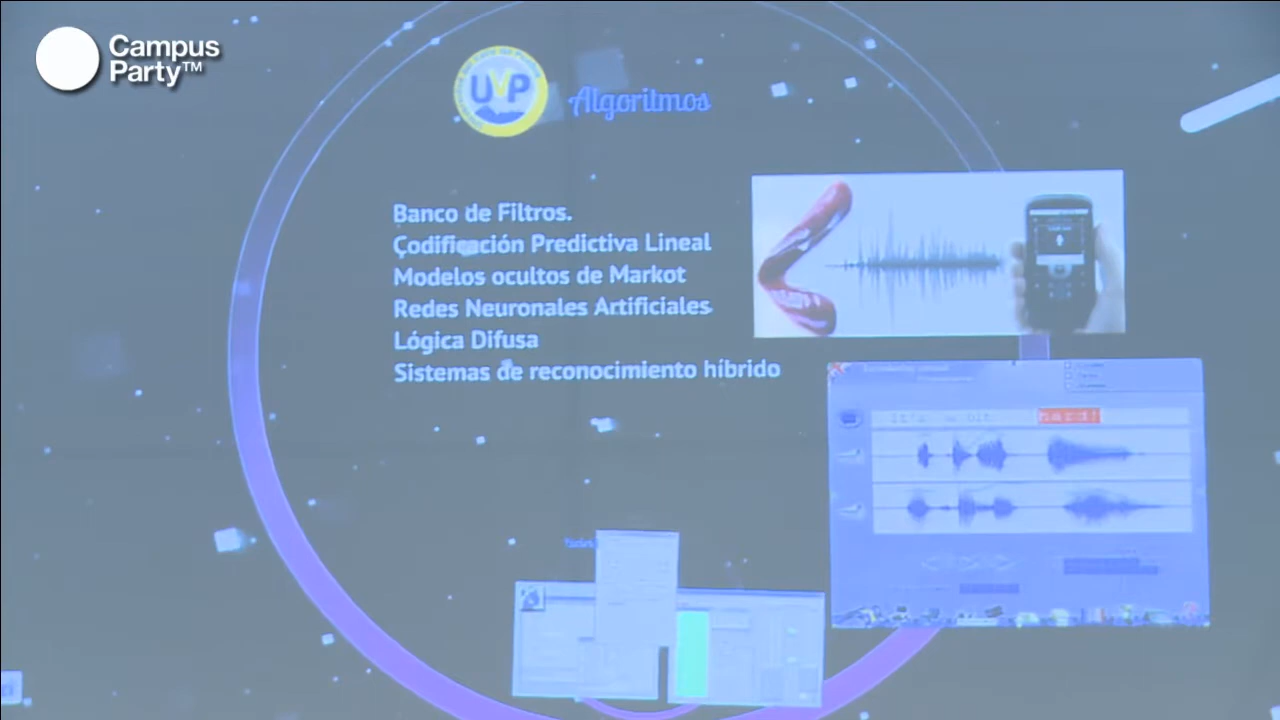 Campus
Party™
UVP
Algoritmos
Banco de Filtros.
Codificación Predictiva Lineal
Modelos ocultos de Markot
Redes Neuronales Artificiales
Lógica Difusa
Sistemas de reconocimiento híbrido